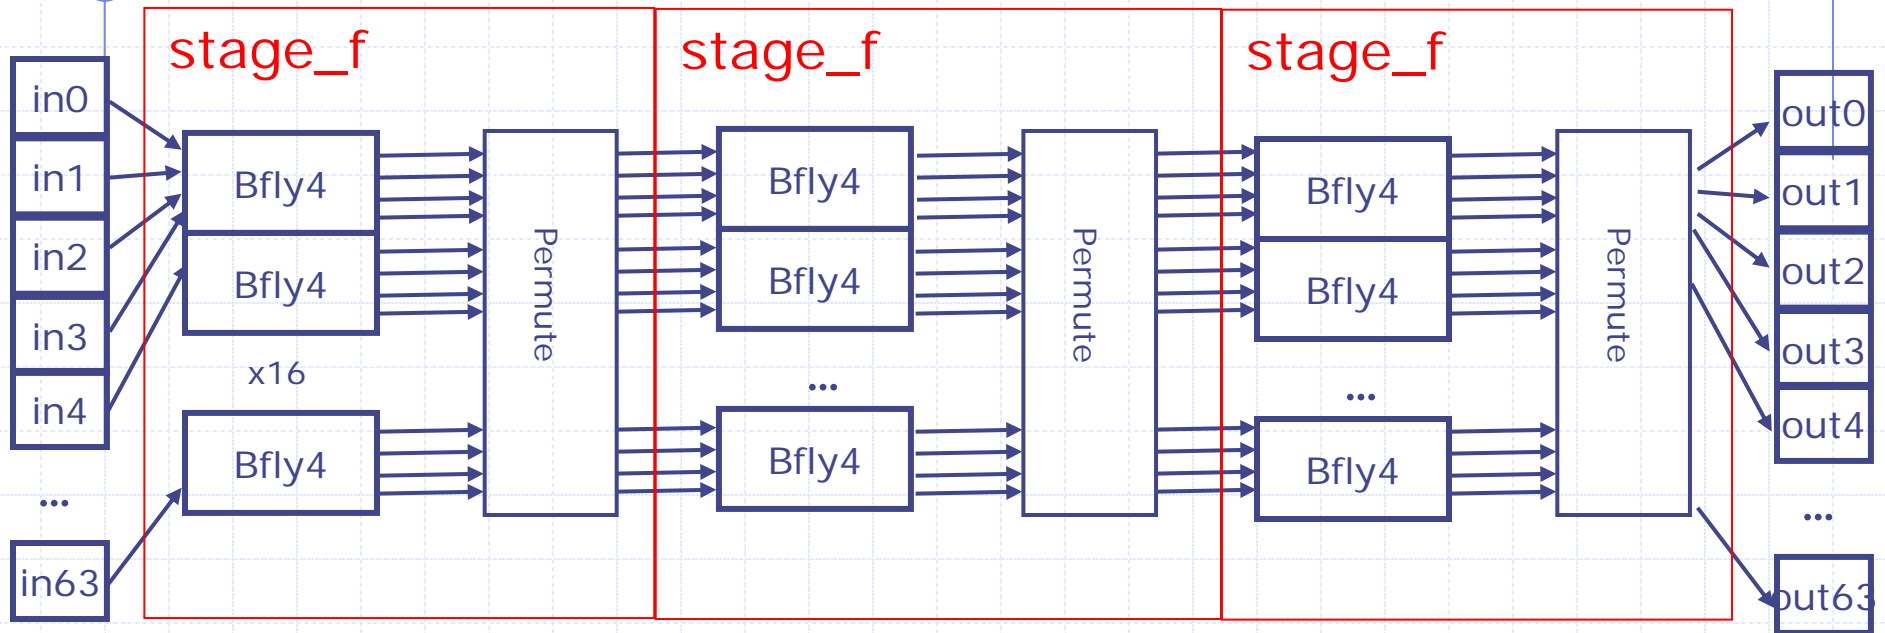 stage_f
stage_f
stage_f
in0
in1
in2
in3
in4
...
in63
Bfly4
Bfly4
x16
Bfly4
Permute
Bfly4
Bfly4
...
Bfly4
Permute
Bfly4
Bfly4
...
Bfly4
Permute
out0
out1
out2
out3
out4
...
out63